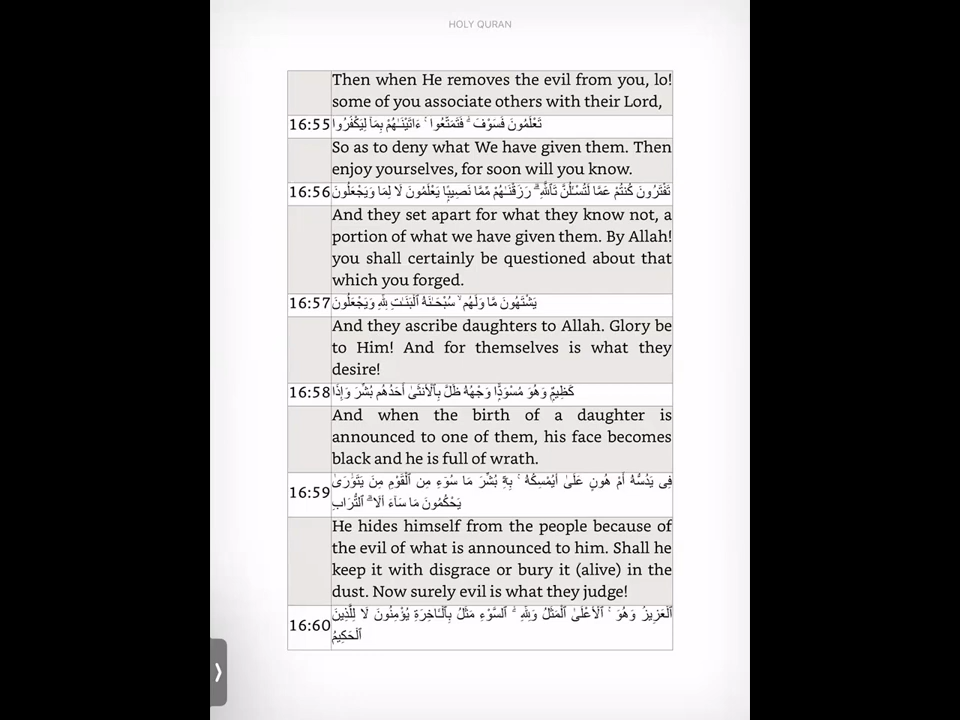 HOLY QURAN
Then when He removes the evil from you, lo!
some of you associate others with their Lord,
16:55 تَعْلَمُونَ فَسَوْفَ ۖ فَتَمَتَّعُوا۟ ۚ ءَاتَيْنَـٰهُمْ بِمَآ لِيَكْفُرُوا۟
So as to deny what We have given them. Then
enjoy yourselves, for soon will you know.
16:56 تَفْتَرُونَ كُنتُمْ عَمَّا لَتُسْـَٔلُنَّ تَٱللَّهِ ۗ رَزَقْنَـٰهُمْ مِّمَّا نَصِيبًا يَعْلَمُونَ لَا لِمَا وَيَجْعَلُونَ
And they set apart for what they know not, a
portion of what we have given them. By Allah!
you shall certainly be questioned about that
which you forged.
16:57 يَشْتَهُونَ مَّا وَلَهُم ۙ سُبْحَـٰنَهُۥ ٱلْبَنَـٰتِ لِلَّهِ وَيَجْعَلُونَ
And they ascribe daughters to Allah. Glory be
to Him! And for themselves is what they
desire!
16:58 كَظِيمٌ وَهُوَ مُسْوَدًّا وَجْهُهُۥ ظَلَّ بِٱلْأُنثَىٰ أَحَدُهُم بُشِّرَ وَإِذَا
And when the birth of a daughter is
announced to one of them, his face becomes
black and he is full of wrath.
16:59 فِى يَدُسُّهُۥ أَمْ هُونٍ عَلَىٰ أَيُمْسِكُهُۥ ۚ بِهِۦٓ بُشِّرَ مَا سُوٓءِ مِن ٱلْقَوْمِ مِنَ يَتَوَٰرَىٰ
يَحْكُمُونَ مَا سَآءَ أَلَا ۗ ٱلتُّرَابِ
He hides himself from the people because of
the evil of what is announced to him. Shall he
keep it with disgrace or bury it (alive) in the
dust. Now surely evil is what they judge!
16:60 ٱلْعَزِيزُ وَهُوَ ۚ ٱلْأَعْلَىٰ ٱلْمَثَلُ وَلِلَّهِ ۖ ٱلسَّوْءِ مَثَلُ بِٱلْـَٔاخِرَةِ يُؤْمِنُونَ لَا لِلَّذِينَ
ٱلْحَكِيمُ